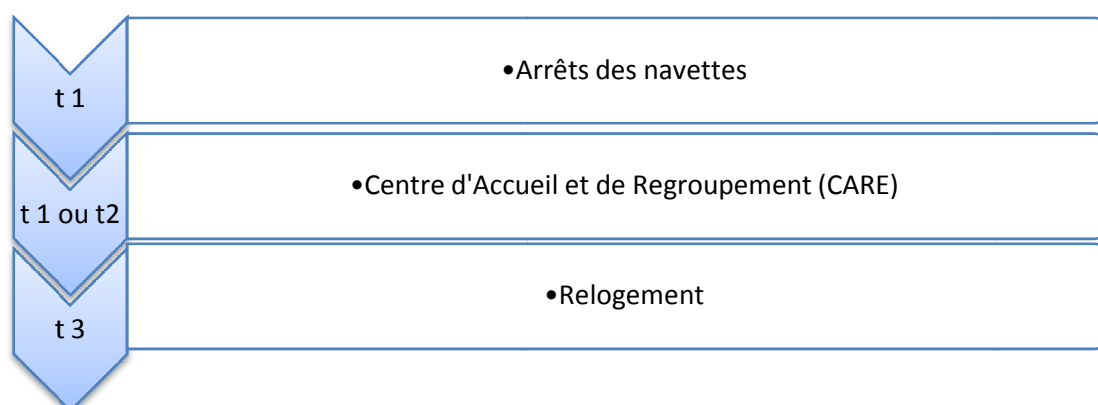 t 1
•Arrêts des navettes
t 1 ou t2
•Centre d'Accueil et de Regroupement (CARE)
t 3
•Relogement